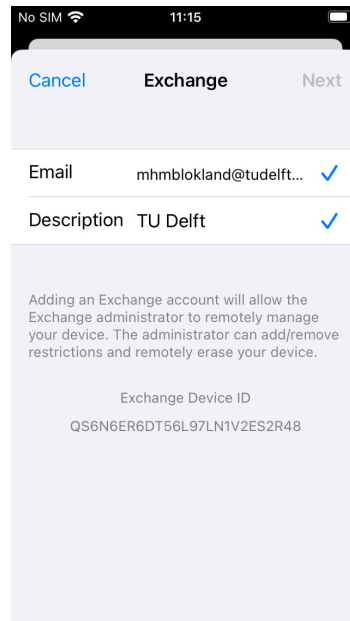 No SIM 11:15
Cancel Exchange Next
Email mhmblokland@tudelft...
Description TU Delft
Adding an Exchange account will allow the
Exchange administrator to remotely manage
your device. The administrator can add/remove
restrictions and remotely erase your device.
Exchange Device ID
QS6N6ER6DT56L97LN1V2ES2R48